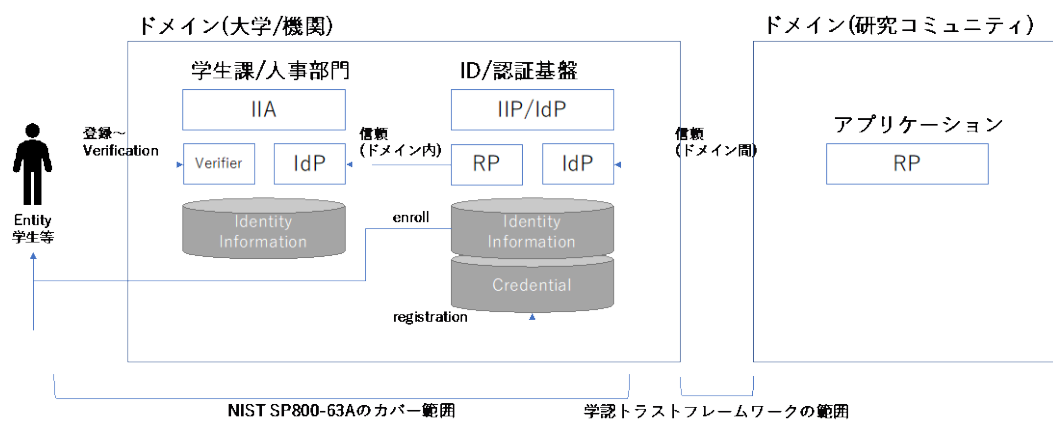 ドメイン(大学/機関)
ドメイン(研究コミュニティ)
学生課/人事部門
ID/認証基盤
IIA
IIP/IdP
アプリケーション
登録～
Verification
Verifier
IdP
信頼
(ドメイン内)
RP
IdP
信頼
(ドメイン間)
RP
Entity
学生等
Identity
Information
enroll
Identity
Information
Credential
registration
NIST SP800-63Aのカバー範囲
学認トラストフレームワークの範囲